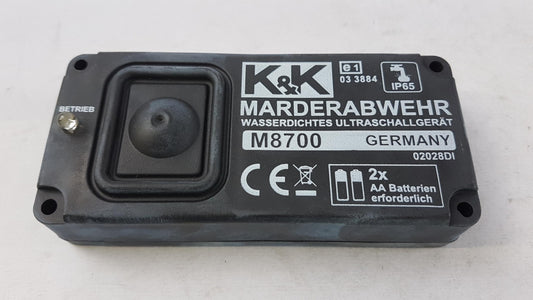 BETRIEB
K&K
e1
03 3884
IP65
MARDERABWEHR
WASSERDICHTES ULTRASCHALLGERÄT
M8700 GERMANY
02028DI
CE
2x
AA Batterien
erforderlich